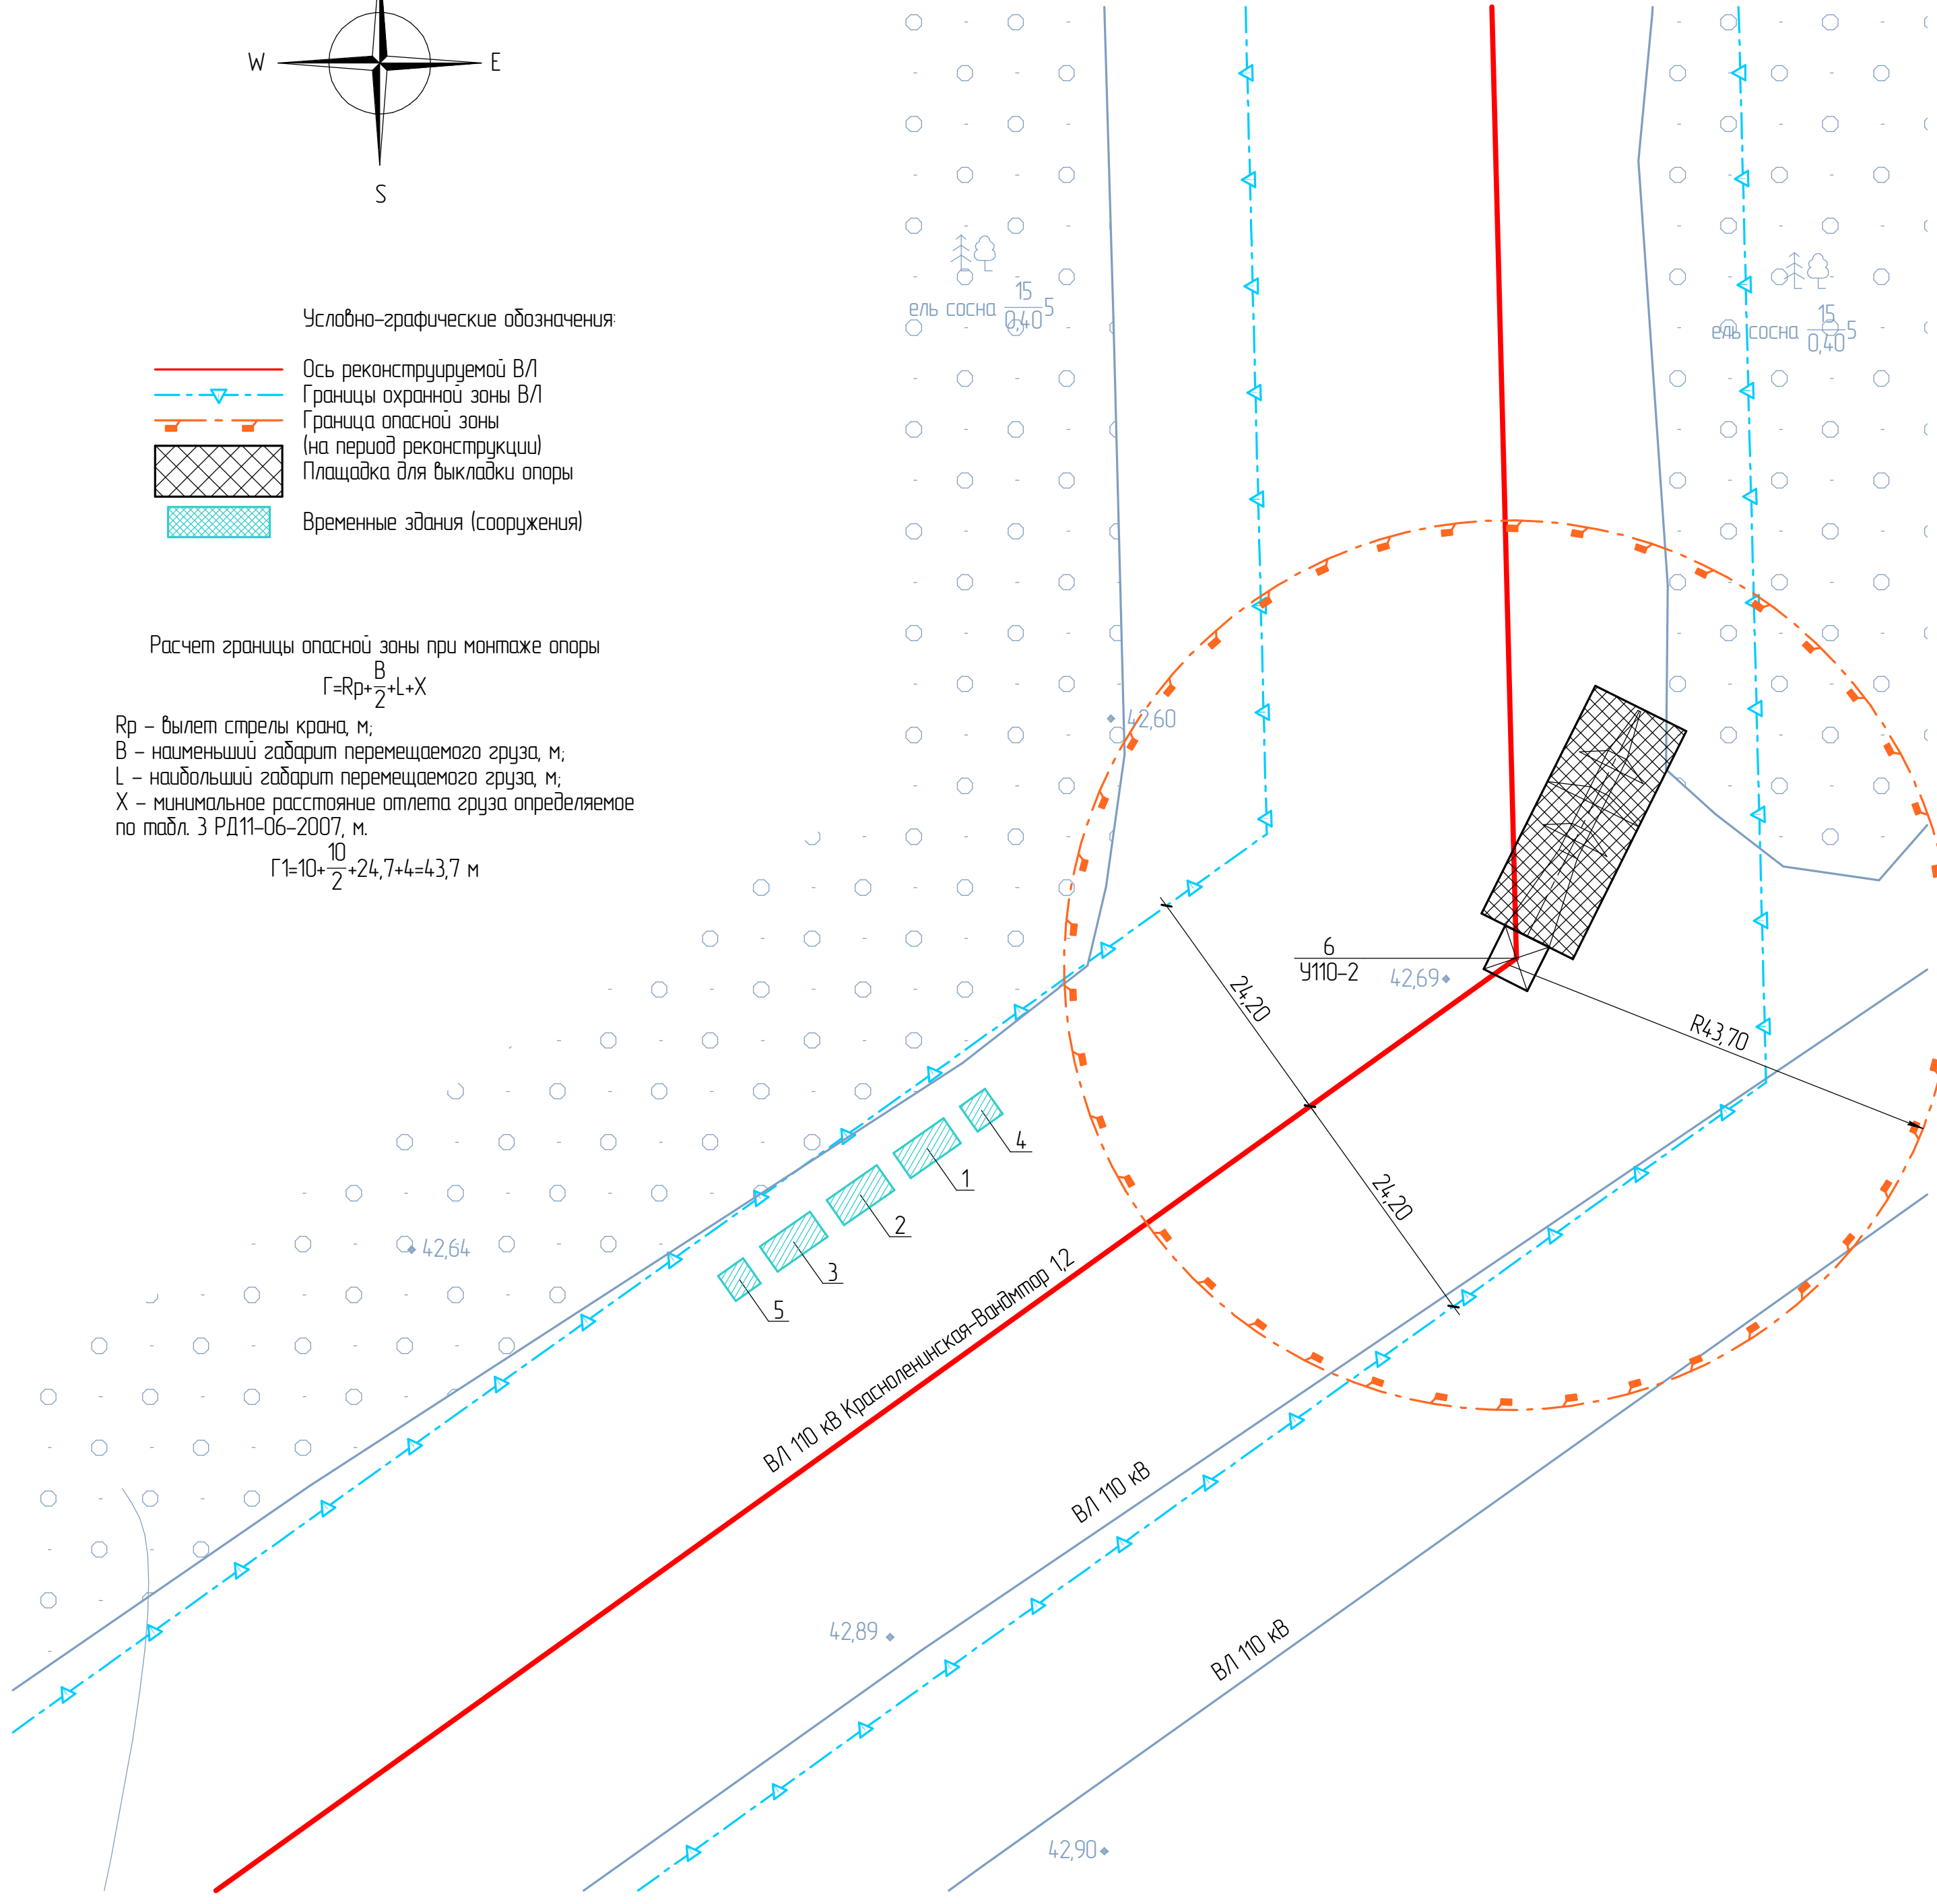 W
E
S
Условно-графические обозначения:
Ось реконструируемой ВЛ
Границы охранной зоны ВЛ
Граница опасной зоны
(на период реконструкции)
Площадка для выкладки опоры
Временные здания (сооружения)
Расчет границы опасной зоны при монтаже опоры
Г=Rр+B/2+L+X
Rр – вылет стрелы крана, м;
B – наименьший габарит перемещаемого груза, м;
L – наибольший габарит перемещаемого груза, м;
X – минимальное расстояние отлета груза определяемое
по табл. 3 РД11-06-2007, м.
Г1=10+10/2+24,7+4=43,7 м
ель сосна 15/0,40 5
ель сосна 15/0,40 5
42,60
6
У110-2
42,69
24,20
R43,70
24,20
4
1
2
3
5
42,64
ВЛ 110 кВ Красноленинская-Вандмтор 1,2
ВЛ 110 кВ
ВЛ 110 кВ
42,89
42,90